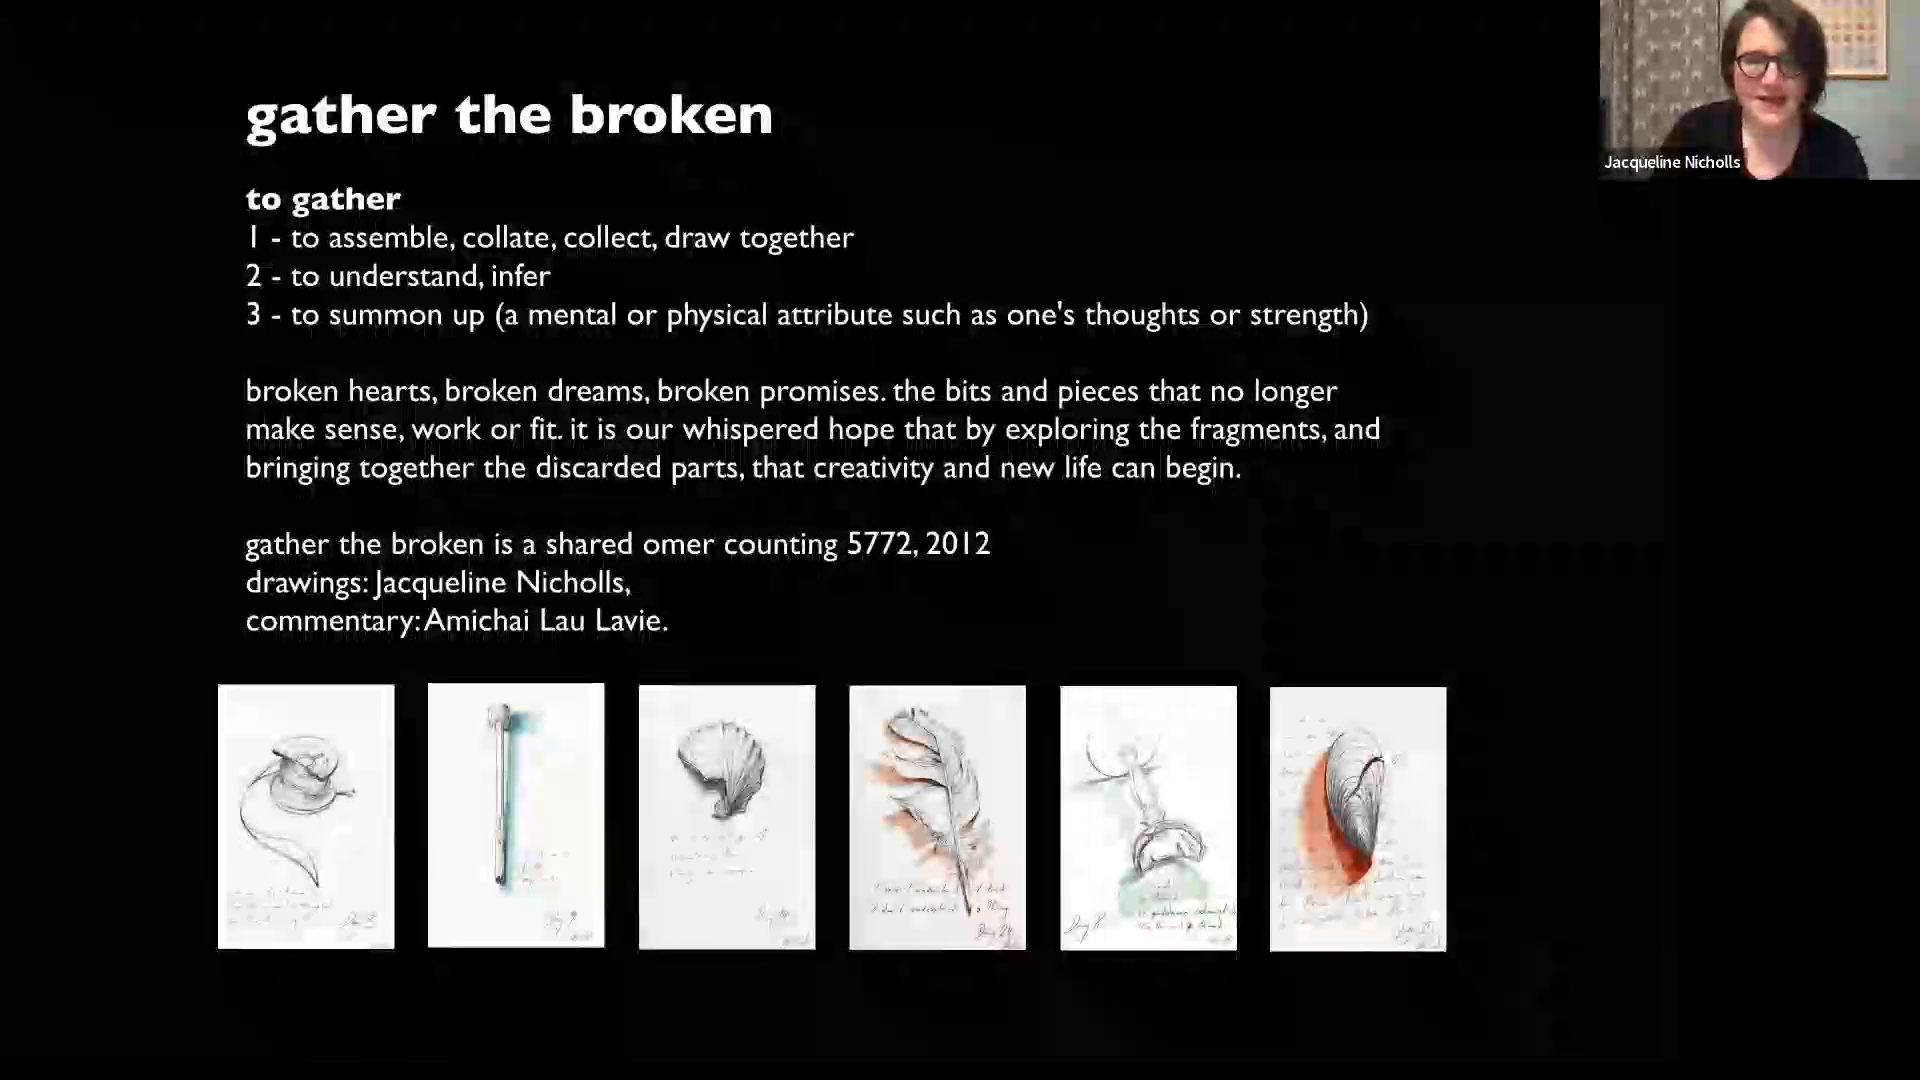 gather the broken
to gather
1 - to assemble, collate, collect, draw together
2 - to understand, infer
3 - to summon up (a mental or physical attribute such as one's thoughts or strength)
broken hearts, broken dreams, broken promises. the bits and pieces that no longer
make sense, work or fit. it is our whispered hope that by exploring the fragments, and
bringing together the discarded parts, that creativity and new life can begin.
gather the broken is a shared omer counting 5772, 2012
drawings: Jacqueline Nicholls,
commentary: Amichai Lau Lavie.
Jacqueline Nicholls